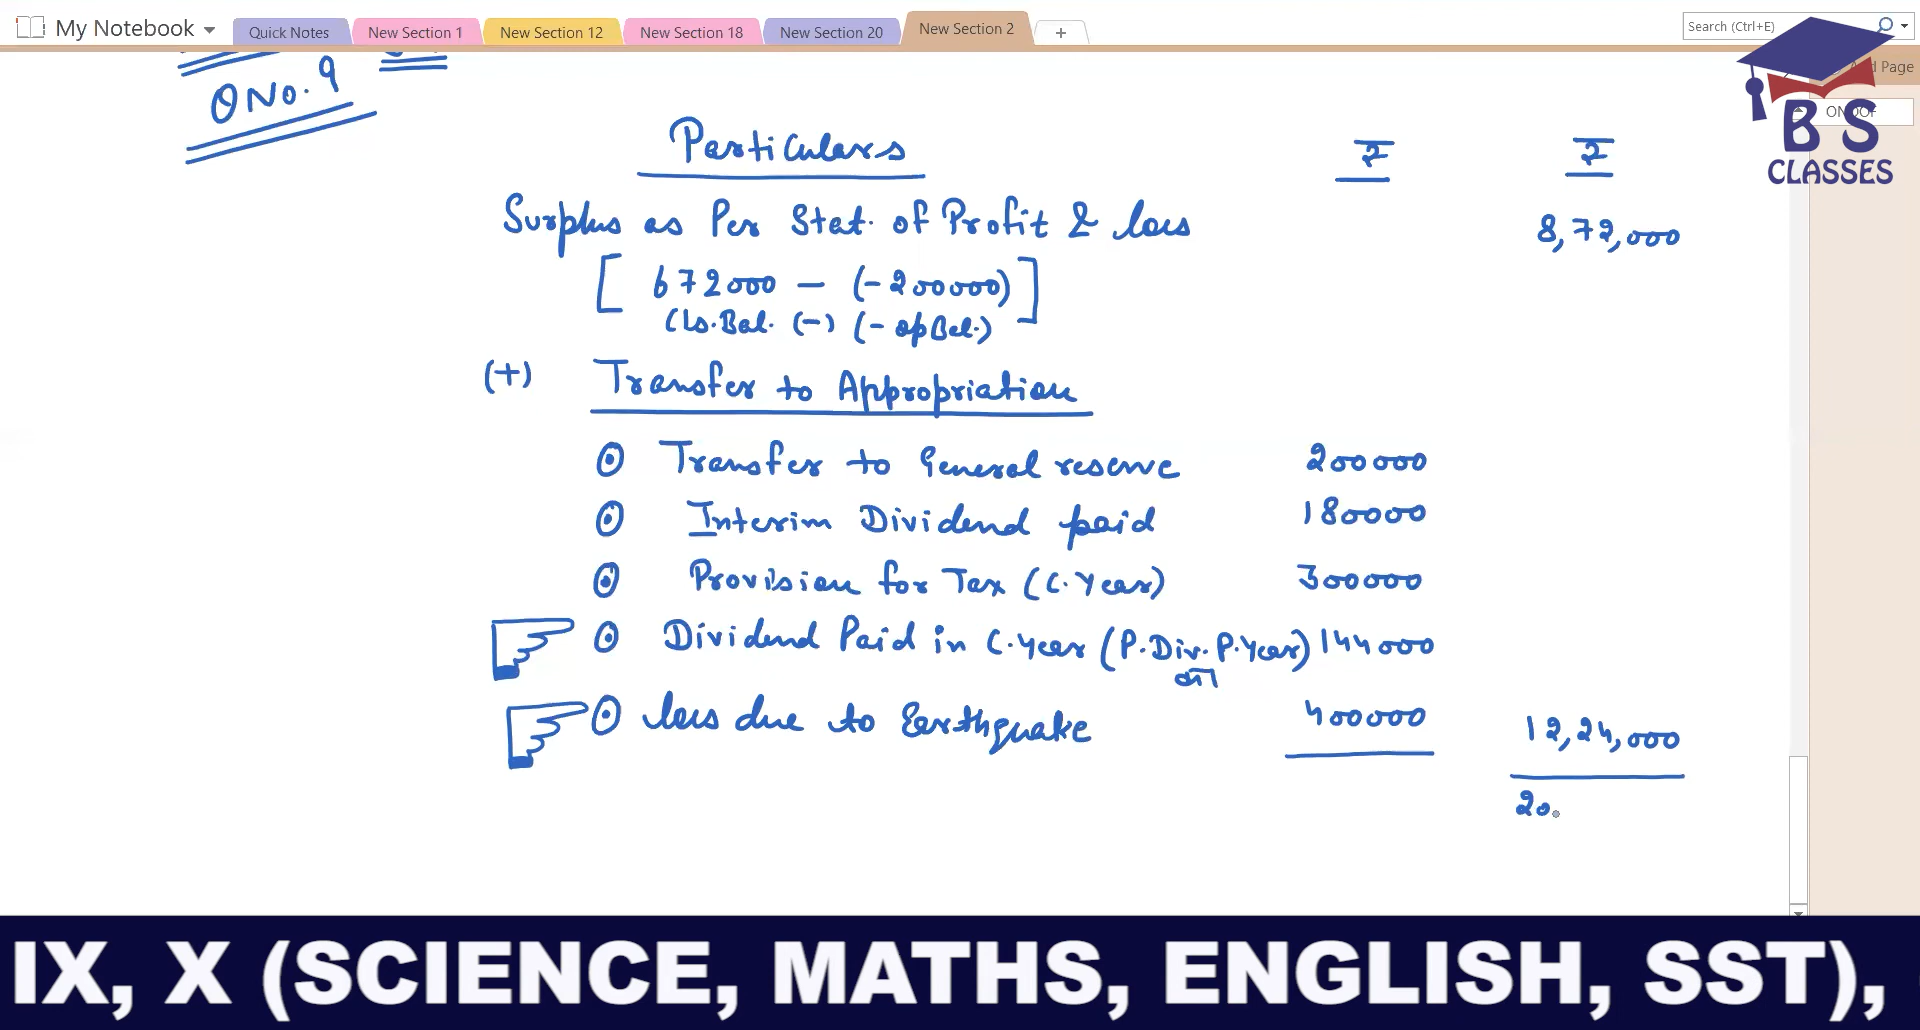 My Notebook
Quick Notes
New Section 1
New Section 12
New Section 18
New Section 20
New Section 2
+
Search (Ctrl+E)
d Page
BS
CLASSES
QNo. 9
Particulars ₹ ₹
Surplus as Per Stat. of Profit & loss 8,72,000
[ 672000 – (-200000) ]
Cls.Bal. (-) (- op Bal.)
(+) Transfer to Appropriation
Transfer to General reserve 200000
Interim Dividend paid 180000
Provision for Tax (C.Year) 300000
Dividend Paid in C.year (P.Div. P.Year) 144000
का
loss due to Earthquake 400000 12,24,000
20.
IX, X (SCIENCE, MATHS, ENGLISH, SST),